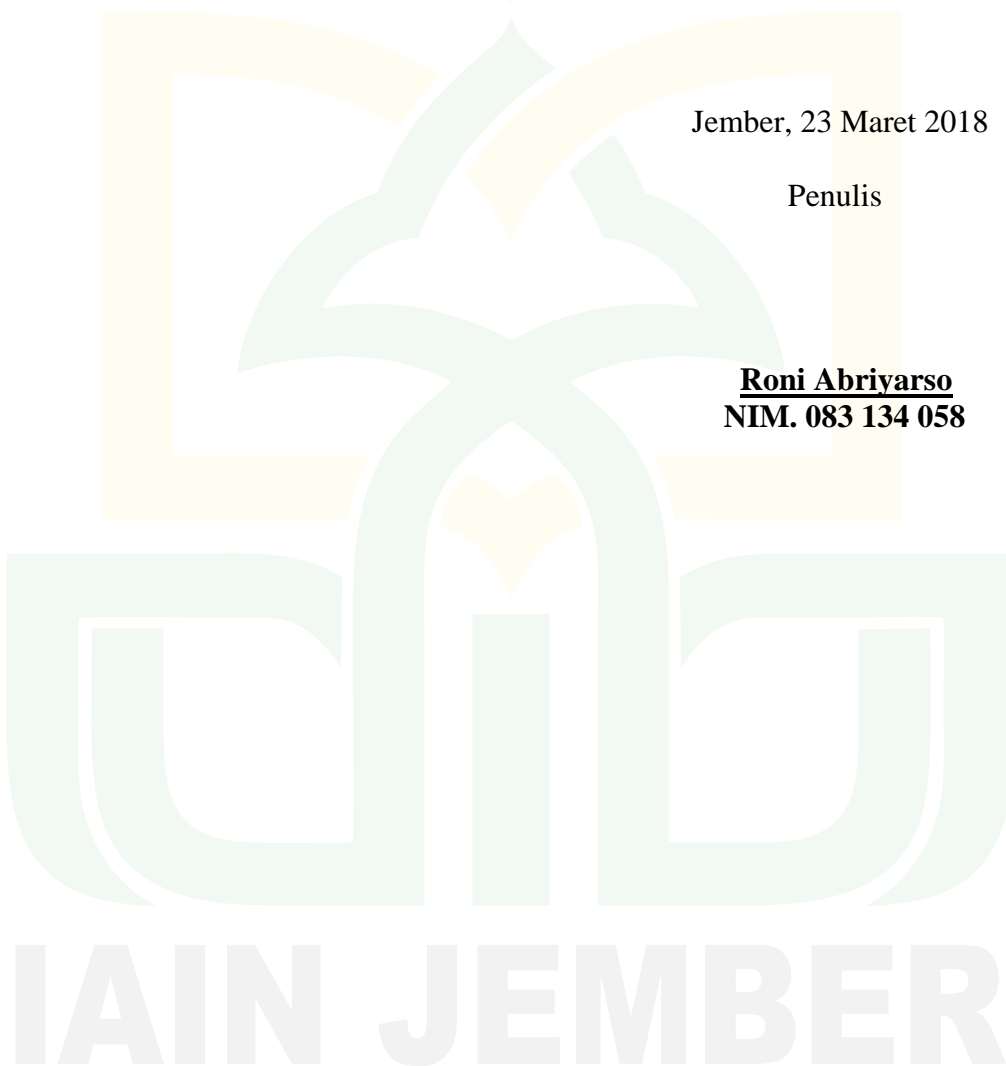 Jember, 23 Maret 2018
Penulis
Roni Abriyarso
NIM. 083 134 058
IAIN JEMBER